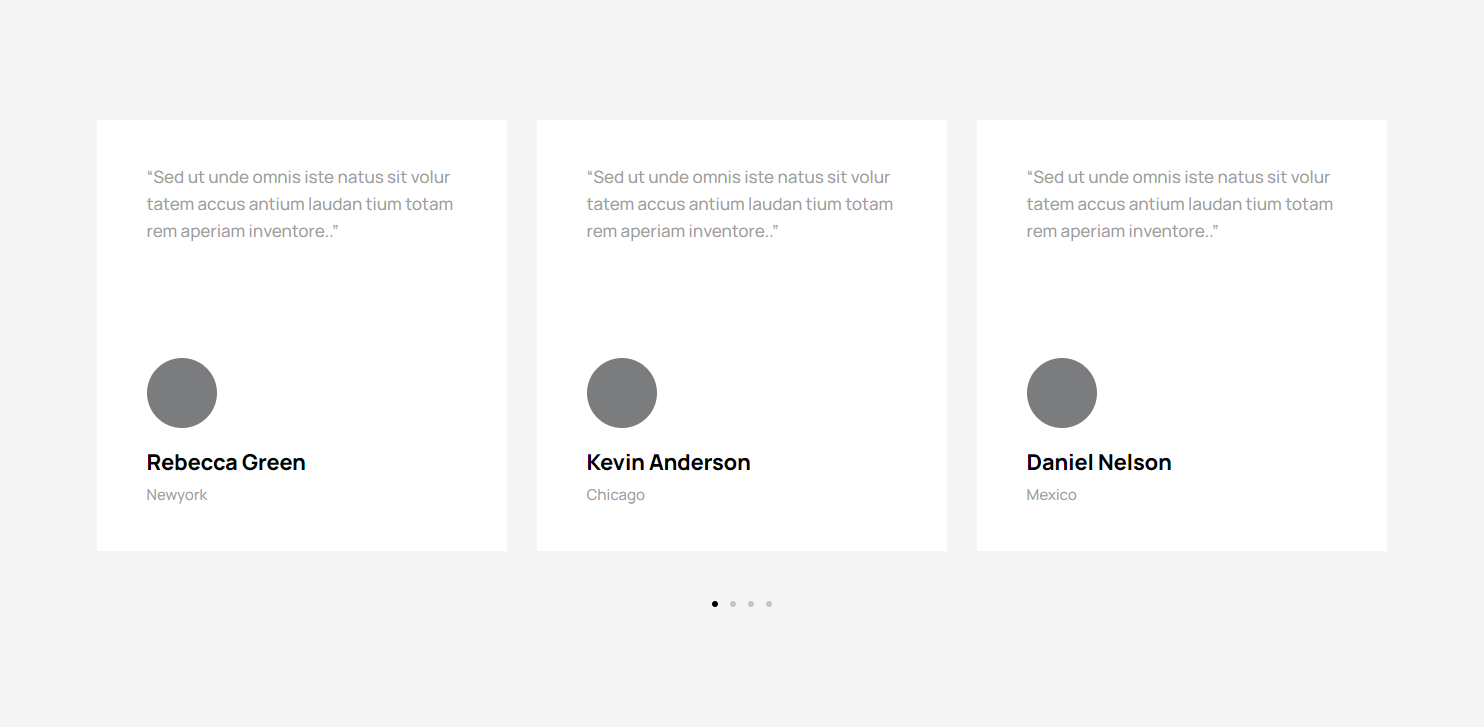 “Sed ut unde omnis iste natus sit volur
tatem accus antium laudan tium totam
rem aperiam inventore..”
Rebecca Green
Newyork
“Sed ut unde omnis iste natus sit volur
tatem accus antium laudan tium totam
rem aperiam inventore..”
Kevin Anderson
Chicago
“Sed ut unde omnis iste natus sit volur
tatem accus antium laudan tium totam
rem aperiam inventore..”
Daniel Nelson
Mexico